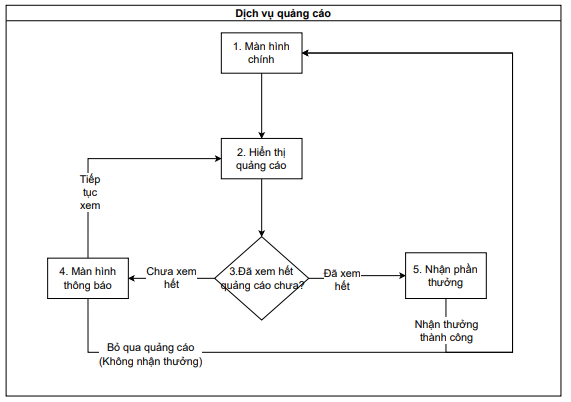 Dịch vụ quảng cáo
1. Màn hình
chính
2. Hiển thị
quảng cáo
Tiếp
tục
xem
3.Đã xem hết
quảng cáo chưa?
Chưa xem
hết
Đã xem
hết
4. Màn hình
thông báo
5. Nhận phần
thưởng
Nhận thưởng
thành công
Bỏ qua quảng cáo
(Không nhận thưởng)